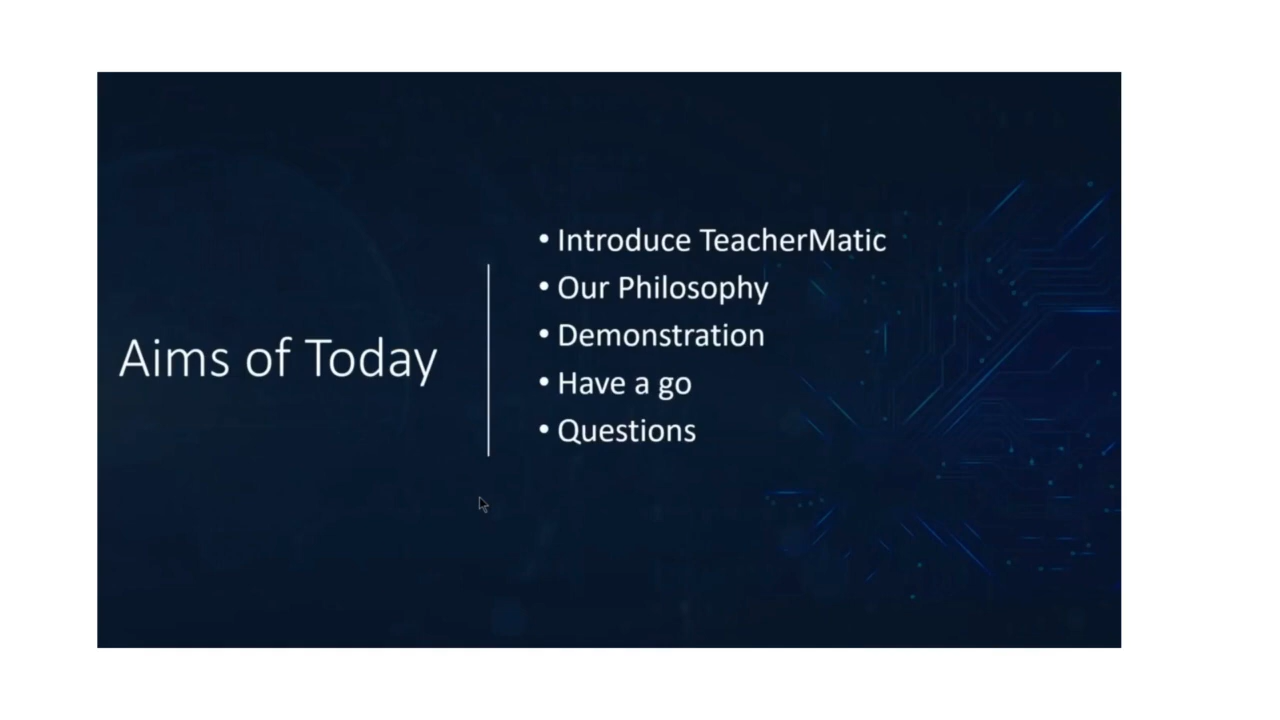 Aims of Today
• Introduce TeacherMatic
• Our Philosophy
• Demonstration
• Have a go
• Questions